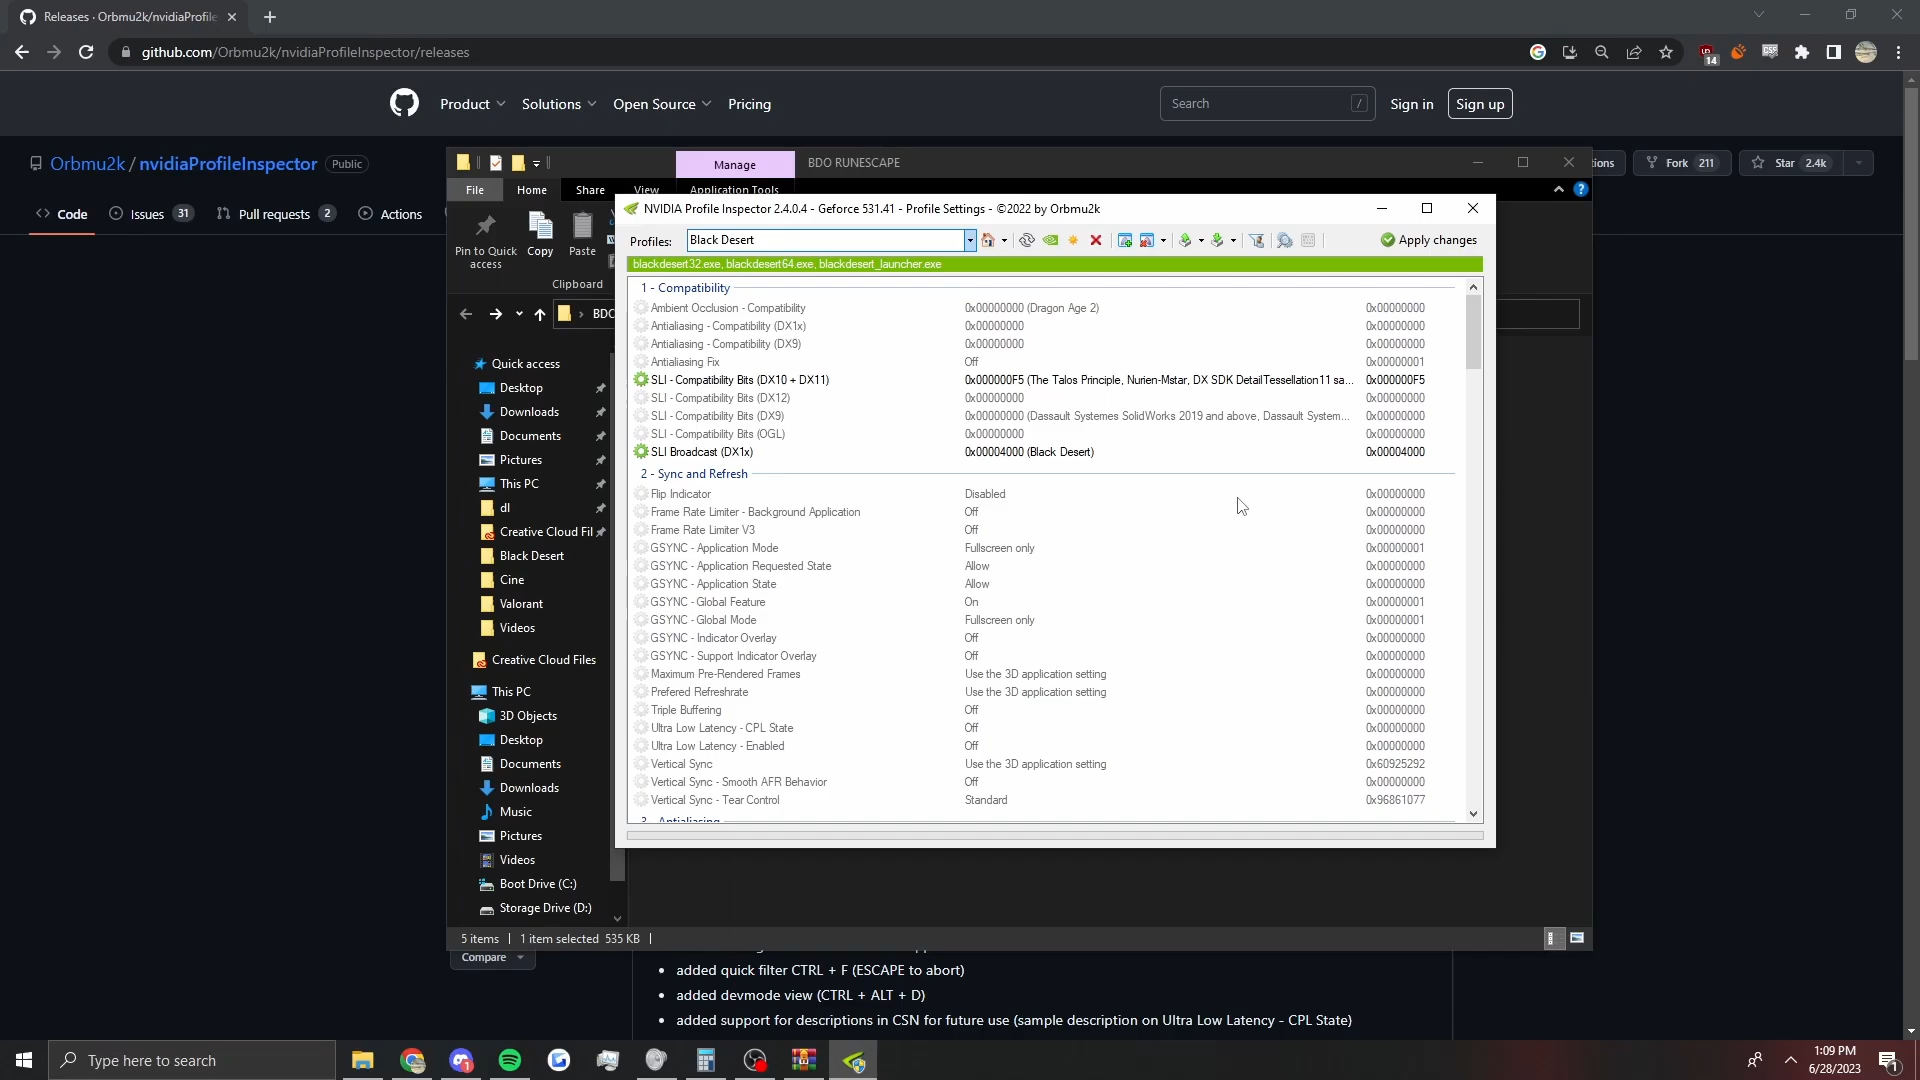 Releases · Orbmu2k/nvidiaProfile
github.com/Orbmu2k/nvidiaProfileInspector/releases
14
Product
Solutions
Open Source
Pricing
Search
/
Sign in
Sign up
Orbmu2k / nvidiaProfileInspector
Public
Fork 211
Star 2.4k
Code
Issues 31
Pull requests 2
Actions
Manage
BDO RUNESCAPE
File
Home
Share
View
Application Tools
Pin to Quick access
Copy
Paste
Clipboard
BDO
Quick access
Desktop
Downloads
Documents
Pictures
This PC
dl
Creative Cloud Fil
Black Desert
Cine
Valorant
Videos
Creative Cloud Files
This PC
3D Objects
Desktop
Documents
Downloads
Music
Pictures
Videos
Boot Drive (C:)
Storage Drive (D:)
5 items
1 item selected 535 KB
NVIDIA Profile Inspector 2.4.0.4 - Geforce 531.41 - Profile Settings - ©2022 by Orbmu2k
Profiles:
Black Desert
Apply changes
blackdesert32.exe, blackdesert64.exe, blackdesert_launcher.exe
1 - Compatibility
Ambient Occlusion - Compatibility 0x00000000 (Dragon Age 2) 0x00000000
Antialiasing - Compatibility (DX1x) 0x00000000 0x00000000
Antialiasing - Compatibility (DX9) 0x00000000 0x00000000
Antialiasing Fix Off 0x00000001
SLI - Compatibility Bits (DX10 + DX11) 0x000000F5 (The Talos Principle, Nurien-Mstar, DX SDK DetailTessellation11 sa... 0x000000F5
SLI - Compatibility Bits (DX12) 0x00000000 0x00000000
SLI - Compatibility Bits (DX9) 0x00000000 (Dassault Systemes SolidWorks 2019 and above, Dassault System... 0x00000000
SLI - Compatibility Bits (OGL) 0x00000000 0x00000000
SLI Broadcast (DX1x) 0x00004000 (Black Desert) 0x00004000
2 - Sync and Refresh
Flip Indicator Disabled 0x00000000
Frame Rate Limiter - Background Application Off 0x00000000
Frame Rate Limiter V3 Off 0x00000000
GSYNC - Application Mode Fullscreen only 0x00000001
GSYNC - Application Requested State Allow 0x00000000
GSYNC - Application State Allow 0x00000000
GSYNC - Global Feature On 0x00000001
GSYNC - Global Mode Fullscreen only 0x00000001
GSYNC - Indicator Overlay Off 0x00000000
GSYNC - Support Indicator Overlay Off 0x00000000
Maximum Pre-Rendered Frames Use the 3D application setting 0x00000000
Prefered Refreshrate Use the 3D application setting 0x00000000
Triple Buffering Off 0x00000000
Ultra Low Latency - CPL State Off 0x00000000
Ultra Low Latency - Enabled Off 0x00000000
Vertical Sync Use the 3D application setting 0x60925292
Vertical Sync - Smooth AFR Behavior Off 0x00000000
Vertical Sync - Tear Control Standard 0x96861077
3 - Antialiasing
Compare
added quick filter CTRL + F (ESCAPE to abort)
added devmode view (CTRL + ALT + D)
added support for descriptions in CSN for future use (sample description on Ultra Low Latency - CPL State)
Type here to search
1:09 PM
6/28/2023